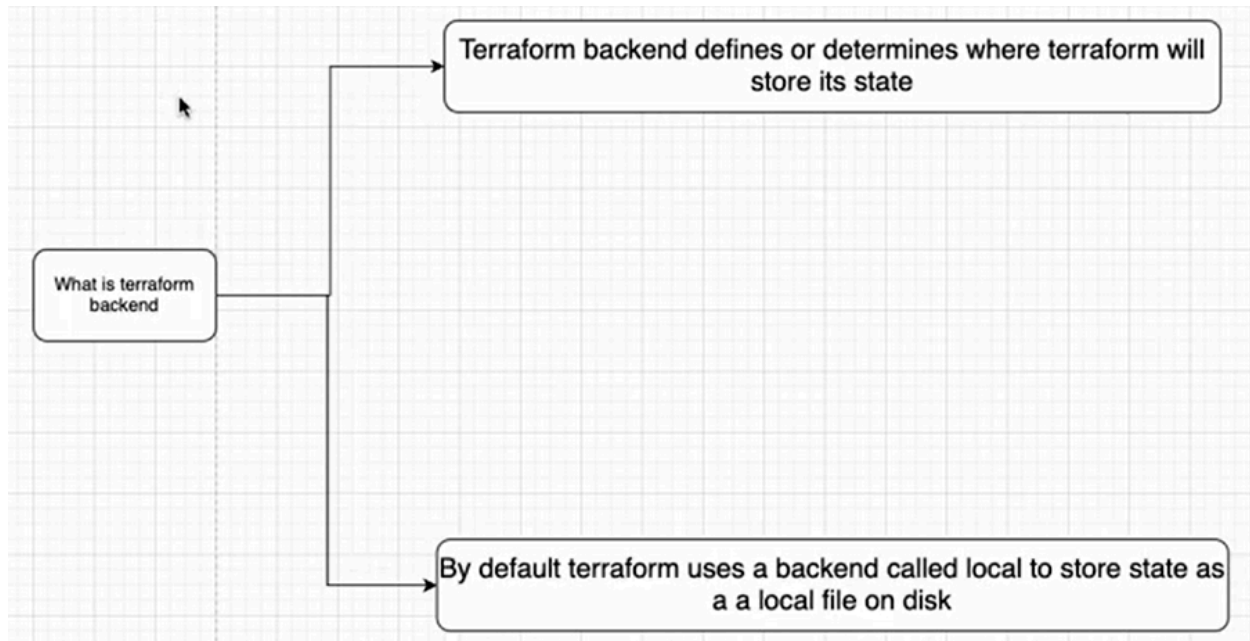 Terraform backend defines or determines where terraform will
store its state
What is terraform
backend
By default terraform uses a backend called local to store state as
a a local file on disk